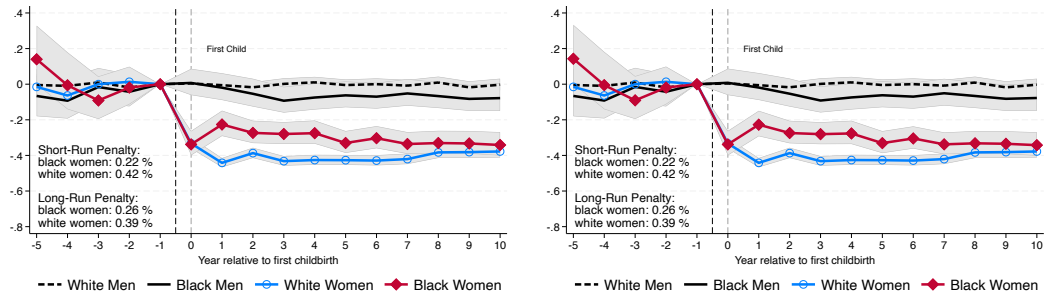 .4
.2
First Child
.0
-.2
-.4
Short-Run Penalty:
black women: 0.22 %
white women: 0.42 %
-.6
Long-Run Penalty:
black women: 0.26 %
white women: 0.39 %
-.8
-5 -4 -3 -2 -1 0 1 2 3 4 5 6 7 8 9 10
Year relative to first childbirth
White Men Black Men White Women Black Women
.4
.2
First Child
.0
-.2
-.4
Short-Run Penalty:
black women: 0.22 %
white women: 0.42 %
-.6
Long-Run Penalty:
black women: 0.26 %
white women: 0.39 %
-.8
-5 -4 -3 -2 -1 0 1 2 3 4 5 6 7 8 9 10
Year relative to first childbirth
White Men Black Men White Women Black Women